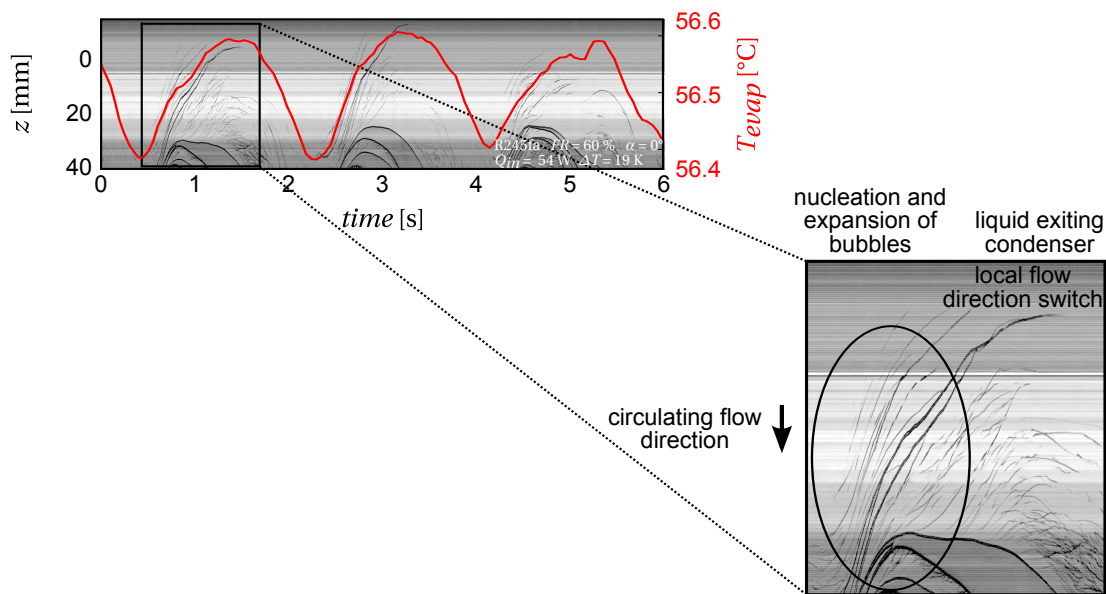 56.6
0
20
40
z [mm]
56.5
56.4
Tevap [°C]
R245fa FR = 60 % α = 0°
Qin = 54 W ΔT = 19 K
0 1 2 3 4 5 6
time [s]
nucleation and
expansion of
bubbles
liquid exiting
condenser
local flow
direction switch
circulating flow
direction